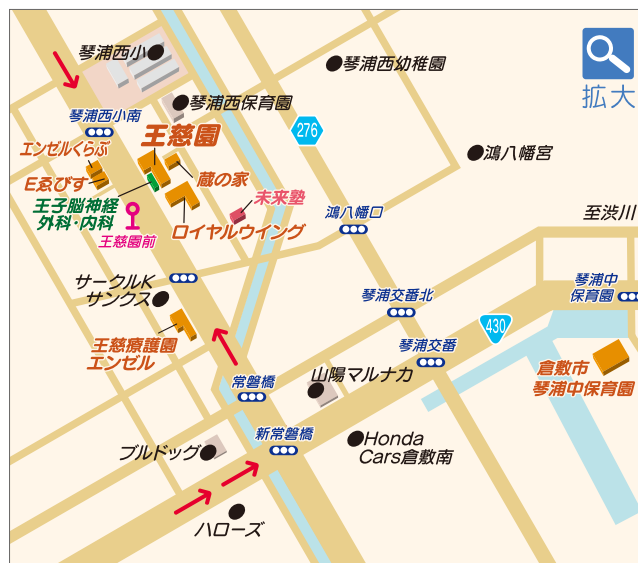 琴浦西小
琴浦西幼稚園
拡大
琴浦西保育園
琴浦西小南
276
王慈園
エンゼルくらぶ
鴻八幡宮
Eゑびす
蔵の家
王子脳神経
外科・内科
未来塾
鴻八幡口
至渋川
王慈園前
ロイヤルウイング
サークルK
サンクス
琴浦中
保育園
琴浦交番北
430
王慈療護園
エンゼル
琴浦交番
倉敷市
琴浦中保育園
山陽マルナカ
常磐橋
新常磐橋
ブルドッグ
Honda
Cars倉敷南
ハローズ